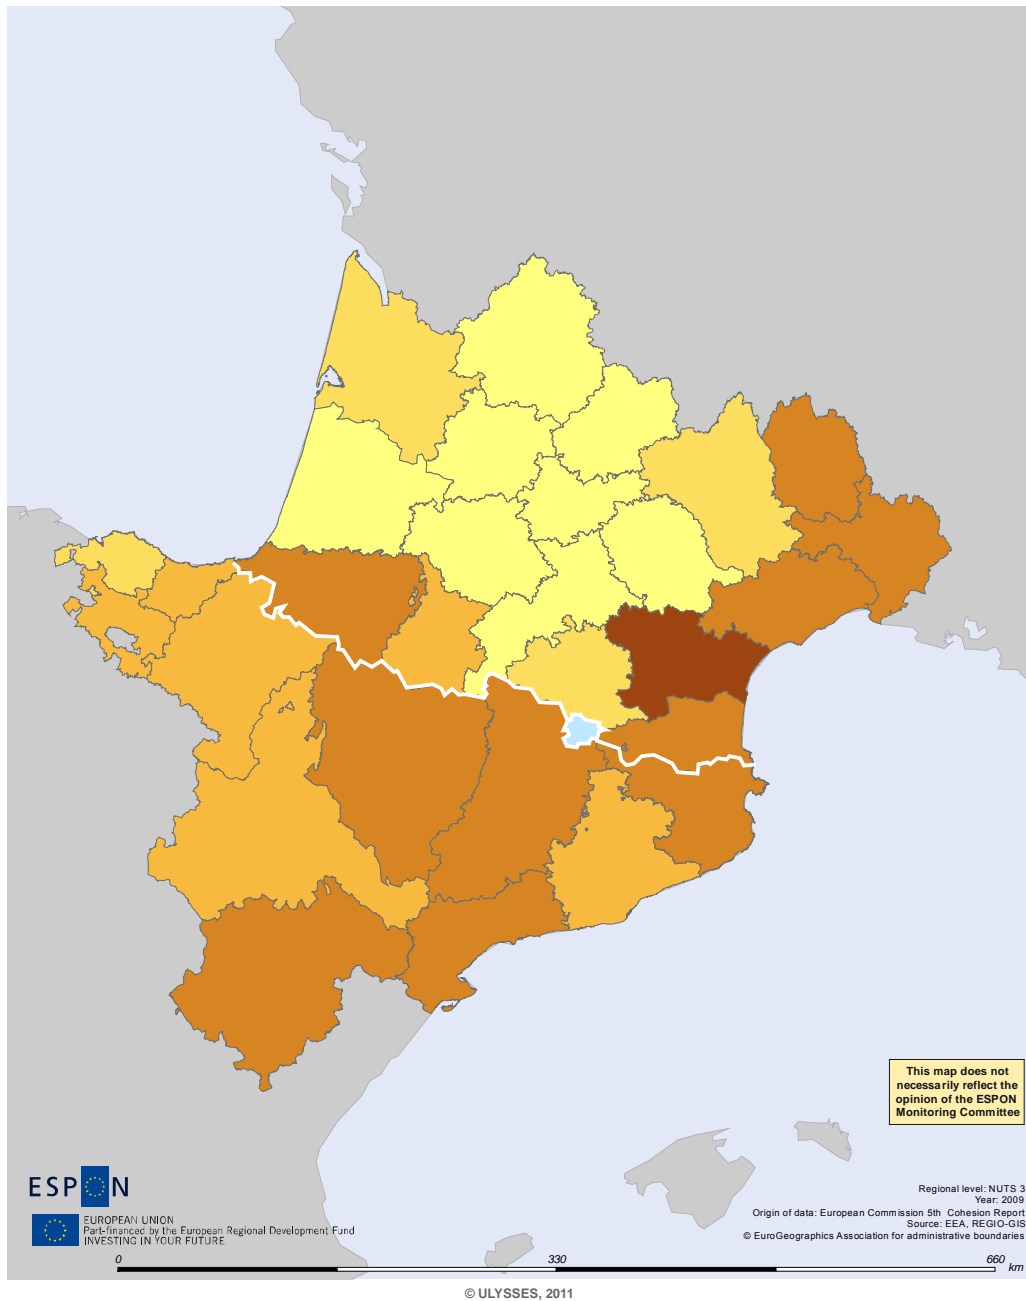 This map does not
necessarily reflect the
opinion of the ESPON
Monitoring Committee
ESPON
EUROPEAN UNION
Part-financed by the European Regional Development Fund
INVESTING IN YOUR FUTURE
Regional level: NUTS 3
Year: 2009
Origin of data: European Commission 5th Cohesion Report
Source: EEA, REGIO-GIS
© EuroGeographics Association for administrative boundaries
0 330 660 km
© ULYSSES, 2011